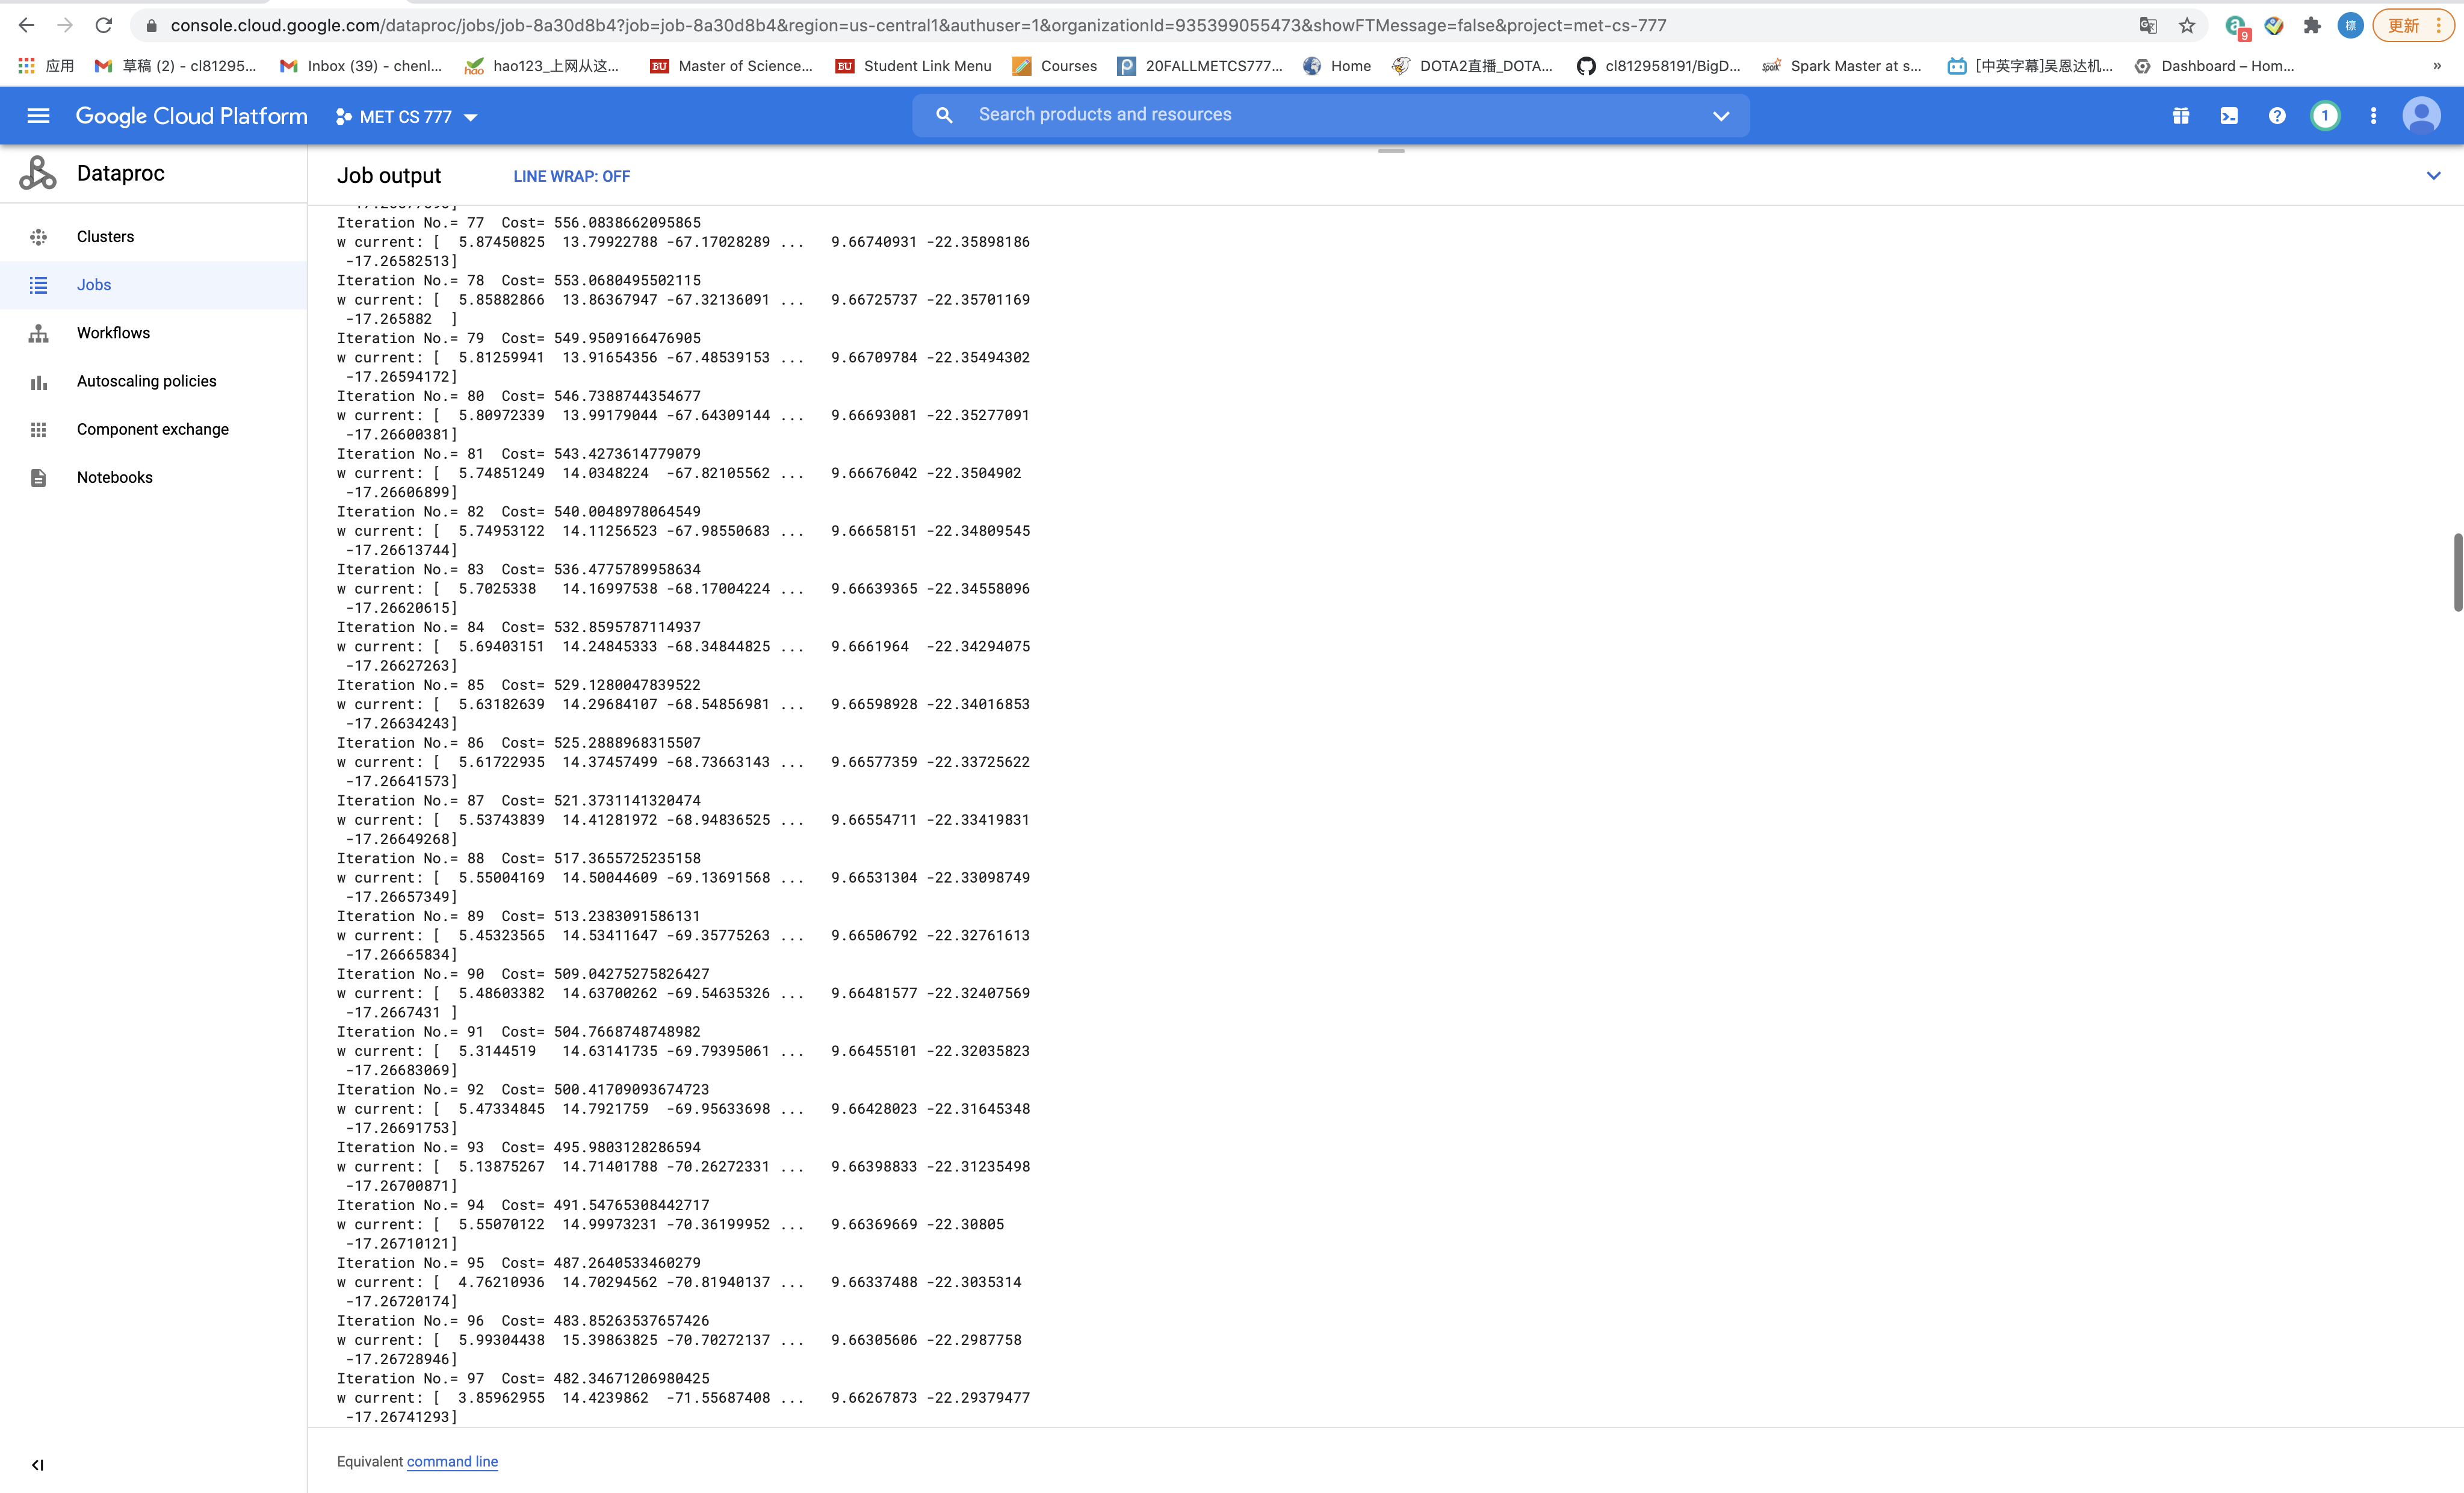 console.cloud.google.com/dataproc/jobs/job-8a30d8b4?job=job-8a30d8b4&region=us-central1&authuser=1&organizationId=935399055473&showFTMessage=false&project=met-cs-777
9
更新
应用
草稿 (2) - cl81295...
Inbox (39) - chenl...
hao123_上网从这...
BU Master of Science...
BU Student Link Menu
Courses
20FALLMETCS777...
Home
DOTA2直播_DOTA...
cl812958191/BigD...
Spark Master at s...
[中英字幕]吴恩达机...
Dashboard – Hom...
»
Google Cloud Platform
MET CS 777
Search products and resources
1
Dataproc
Clusters
Jobs
Workflows
Autoscaling policies
Component exchange
Notebooks
Job output
LINE WRAP: OFF
Iteration No.= 77  Cost= 556.0838662095865
w current: [  5.87450825  13.79922788 -67.17028289 ...   9.66740931 -22.35898186
 -17.26582513]
Iteration No.= 78  Cost= 553.0680495502115
w current: [  5.85882866  13.86367947 -67.32136091 ...   9.66725737 -22.35701169
 -17.265882  ]
Iteration No.= 79  Cost= 549.9509166476905
w current: [  5.81259941  13.91654356 -67.48539153 ...   9.66709784 -22.35494302
 -17.26594172]
Iteration No.= 80  Cost= 546.7388744354677
w current: [  5.80972339  13.99179044 -67.64309144 ...   9.66693081 -22.35277091
 -17.26600381]
Iteration No.= 81  Cost= 543.4273614779079
w current: [  5.74851249  14.0348224  -67.82105562 ...   9.66676042 -22.3504902
 -17.26606899]
Iteration No.= 82  Cost= 540.0048978064549
w current: [  5.74953122  14.11256523 -67.98550683 ...   9.66658151 -22.34809545
 -17.26613744]
Iteration No.= 83  Cost= 536.4775789958634
w current: [  5.7025338   14.16997538 -68.17004224 ...   9.66639365 -22.34558096
 -17.26620615]
Iteration No.= 84  Cost= 532.8595787114937
w current: [  5.69403151  14.24845333 -68.34844825 ...   9.6661964  -22.34294075
 -17.26627263]
Iteration No.= 85  Cost= 529.1280047839522
w current: [  5.63182639  14.29684107 -68.54856981 ...   9.66598928 -22.34016853
 -17.26634243]
Iteration No.= 86  Cost= 525.2888968315507
w current: [  5.61722935  14.37457499 -68.73663143 ...   9.66577359 -22.33725622
 -17.26641573]
Iteration No.= 87  Cost= 521.3731141320474
w current: [  5.53743839  14.41281972 -68.94836525 ...   9.66554711 -22.33419831
 -17.26649268]
Iteration No.= 88  Cost= 517.3655725235158
w current: [  5.55004169  14.50044609 -69.13691568 ...   9.66531304 -22.33098749
 -17.26657349]
Iteration No.= 89  Cost= 513.2383091586131
w current: [  5.45323565  14.53411647 -69.35775263 ...   9.66506792 -22.32761613
 -17.26665834]
Iteration No.= 90  Cost= 509.04275275826427
w current: [  5.48603382  14.63700262 -69.54635326 ...   9.66481577 -22.32407569
 -17.2667431 ]
Iteration No.= 91  Cost= 504.7668748748982
w current: [  5.3144519   14.63141735 -69.79395061 ...   9.66455101 -22.32035823
 -17.26683069]
Iteration No.= 92  Cost= 500.41709093674723
w current: [  5.47334845  14.7921759  -69.95633698 ...   9.66428023 -22.31645348
 -17.26691753]
Iteration No.= 93  Cost= 495.9803128286594
w current: [  5.13875267  14.71401788 -70.26272331 ...   9.66398833 -22.31235498
 -17.26700871]
Iteration No.= 94  Cost= 491.54765308442717
w current: [  5.55070122  14.99973231 -70.36199952 ...   9.66369669 -22.30805
 -17.26710121]
Iteration No.= 95  Cost= 487.2640533460279
w current: [  4.76210936  14.70294562 -70.81940137 ...   9.66337488 -22.3035314
 -17.26720174]
Iteration No.= 96  Cost= 483.85263537657426
w current: [  5.99304438  15.39863825 -70.70272137 ...   9.66305606 -22.2987758
 -17.26728946]
Iteration No.= 97  Cost= 482.34671206980425
w current: [  3.85962955  14.4239862  -71.55687408 ...   9.66267873 -22.29379477
 -17.26741293]
Equivalent command line